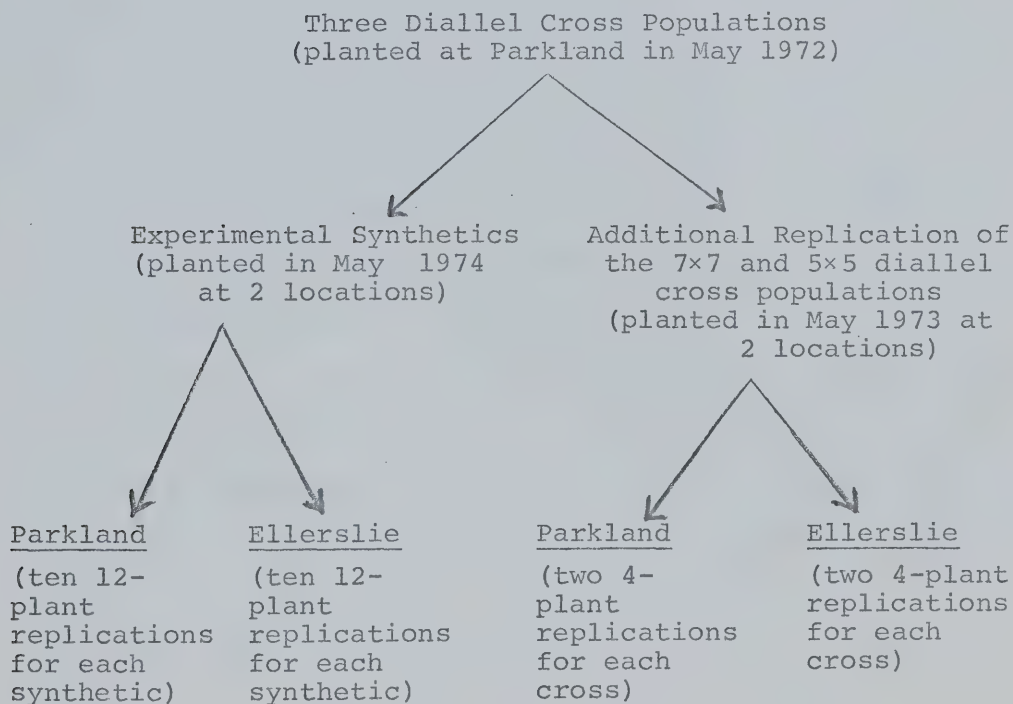 Three Diallel Cross Populations
(planted at Parkland in May 1972)
Experimental Synthetics
(planted in May 1974
at 2 locations)
Additional Replication of
the 7×7 and 5×5 diallel
cross populations
(planted in May 1973 at
2 locations)
Parkland
(ten 12-
plant
replications
for each
synthetic)
Ellerslie
(ten 12-
plant
replications
for each
synthetic)
Parkland
(two 4-
plant
replications
for each
cross)
Ellerslie
(two 4-plant
replications
for each
cross)